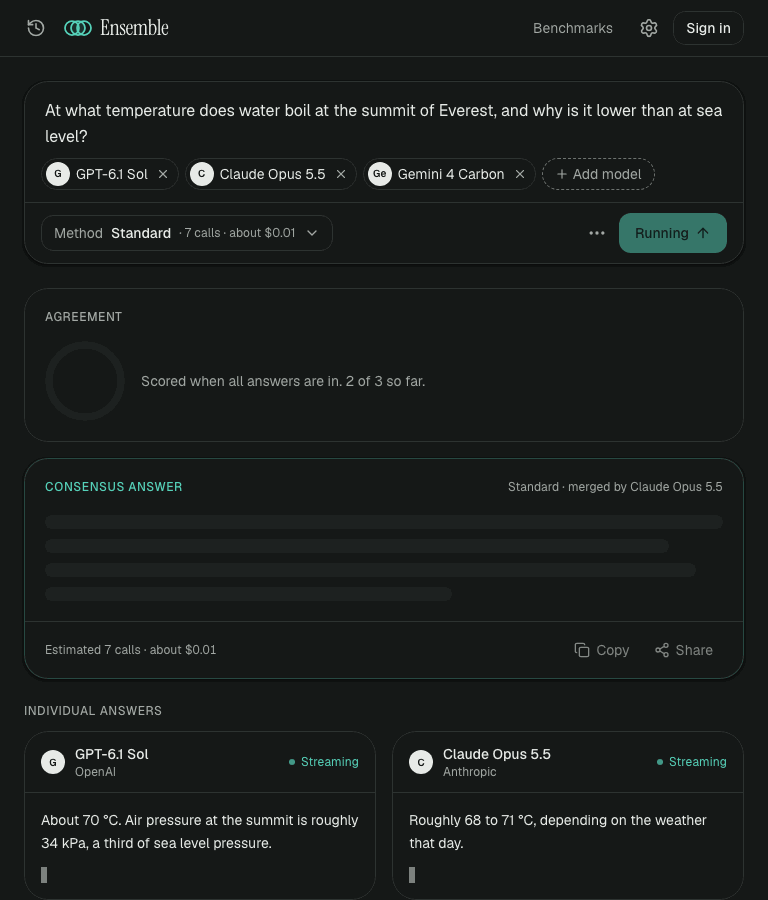 Ensemble
Benchmarks
Sign in
At what temperature does water boil at the summit of Everest, and why is it lower than at sea
level?
G GPT-6.1 Sol
C Claude Opus 5.5
Ge Gemini 4 Carbon
+ Add model
Method Standard · 7 calls · about $0.01
Running
AGREEMENT
Scored when all answers are in. 2 of 3 so far.
CONSENSUS ANSWER
Standard · merged by Claude Opus 5.5
Estimated 7 calls · about $0.01
Copy
Share
INDIVIDUAL ANSWERS
G GPT-6.1 Sol
OpenAI
Streaming
About 70 °C. Air pressure at the summit is roughly
34 kPa, a third of sea level pressure.
C Claude Opus 5.5
Anthropic
Streaming
Roughly 68 to 71 °C, depending on the weather
that day.